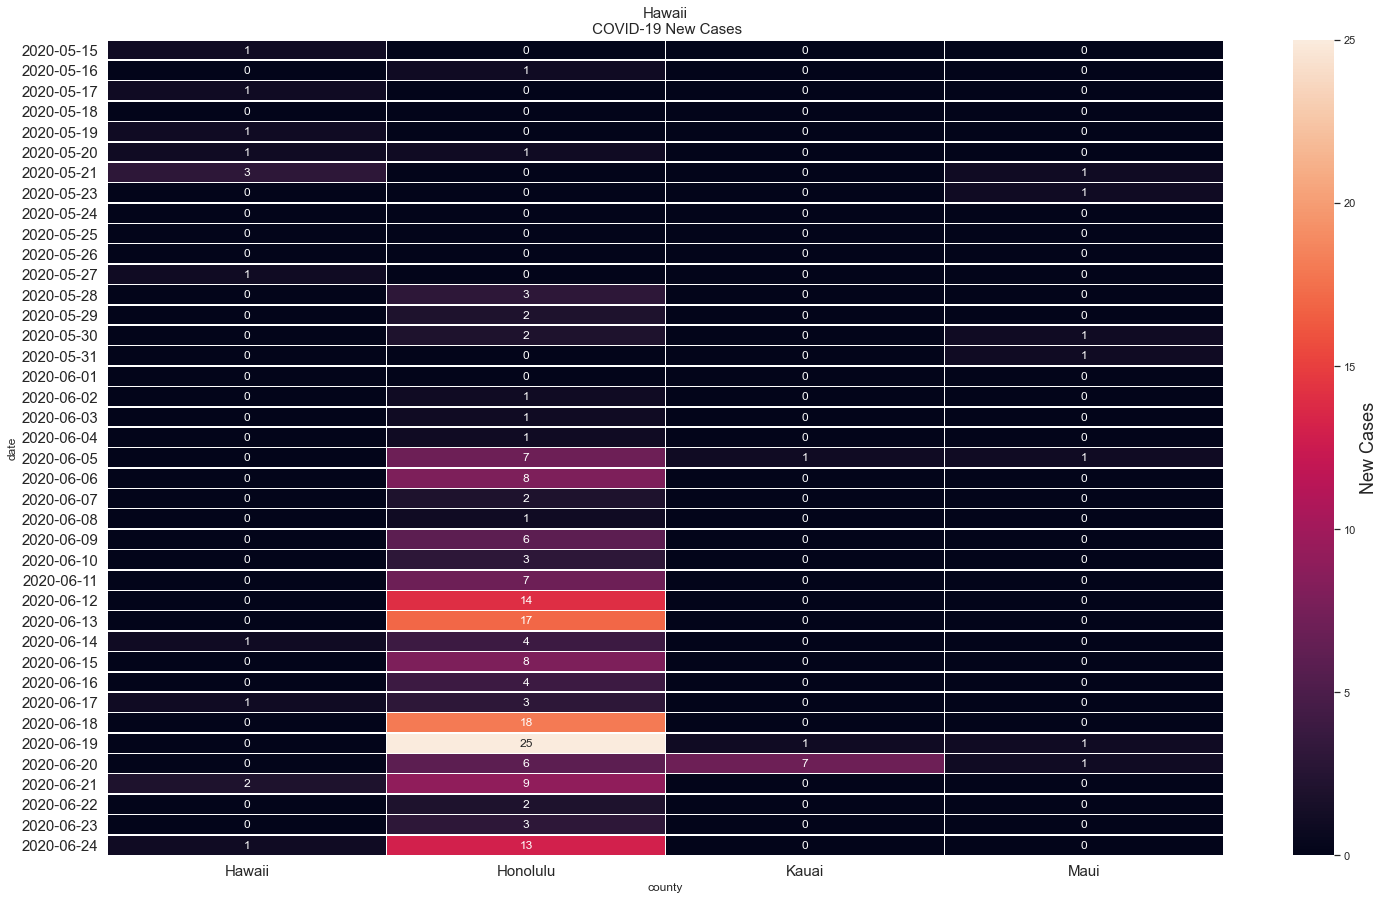 Hawaii
COVID-19 New Cases
2020-05-15 1 0 0 0
2020-05-16 0 1 0 0
2020-05-17 1 0 0 0
2020-05-18 0 0 0 0
2020-05-19 1 0 0 0
2020-05-20 1 1 0 0
2020-05-21 3 0 0 1
2020-05-23 0 0 0 1
2020-05-24 0 0 0 0
2020-05-25 0 0 0 0
2020-05-26 0 0 0 0
2020-05-27 1 0 0 0
2020-05-28 0 3 0 0
2020-05-29 0 2 0 0
2020-05-30 0 2 0 1
2020-05-31 0 0 0 1
2020-06-01 0 0 0 0
2020-06-02 0 1 0 0
2020-06-03 0 1 0 0
2020-06-04 0 1 0 0
2020-06-05 0 7 1 1
2020-06-06 0 8 0 0
2020-06-07 0 2 0 0
2020-06-08 0 1 0 0
2020-06-09 0 6 0 0
2020-06-10 0 3 0 0
2020-06-11 0 7 0 0
2020-06-12 0 14 0 0
2020-06-13 0 17 0 0
2020-06-14 1 4 0 0
2020-06-15 0 8 0 0
2020-06-16 0 4 0 0
2020-06-17 1 3 0 0
2020-06-18 0 18 0 0
2020-06-19 0 25 1 1
2020-06-20 0 6 7 1
2020-06-21 2 9 0 0
2020-06-22 0 2 0 0
2020-06-23 0 3 0 0
2020-06-24 1 13 0 0
Hawaii Honolulu Kauai Maui
county
date
25
20
15
10
5
0
New Cases